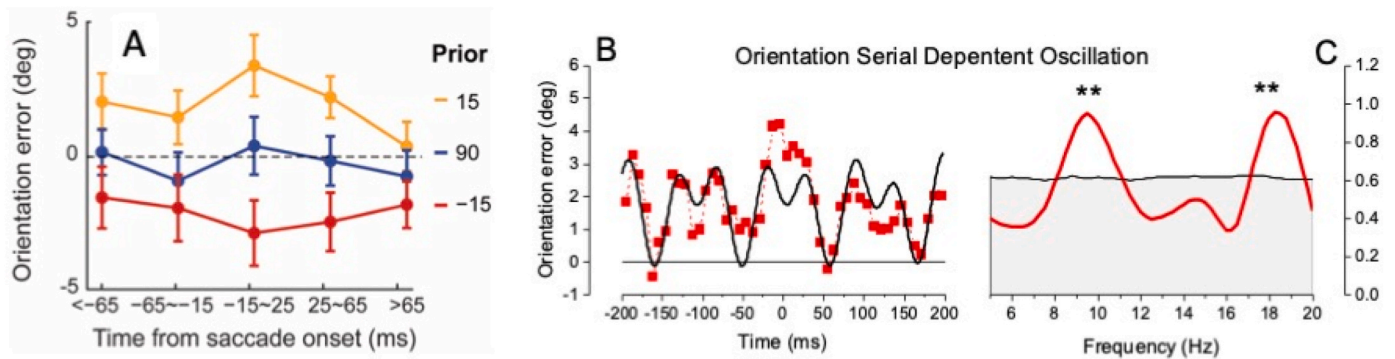 A
5
0
-5
Orientation error (deg)
Prior
15
90
−15
<−65 −65~−15 −15~25 25~65 >65
Time from saccade onset (ms)
B
Orientation Serial Dependent Oscillation
C
6
5
4
3
2
1
0
-1
Orientation error (deg)
-200 -150 -100 -50 0 50 100 150 200
Time (ms)
** **
6 8 10 12 14 16 18 20
Frequency (Hz)
1.2
1.0
0.8
0.6
0.4
0.2
0.0